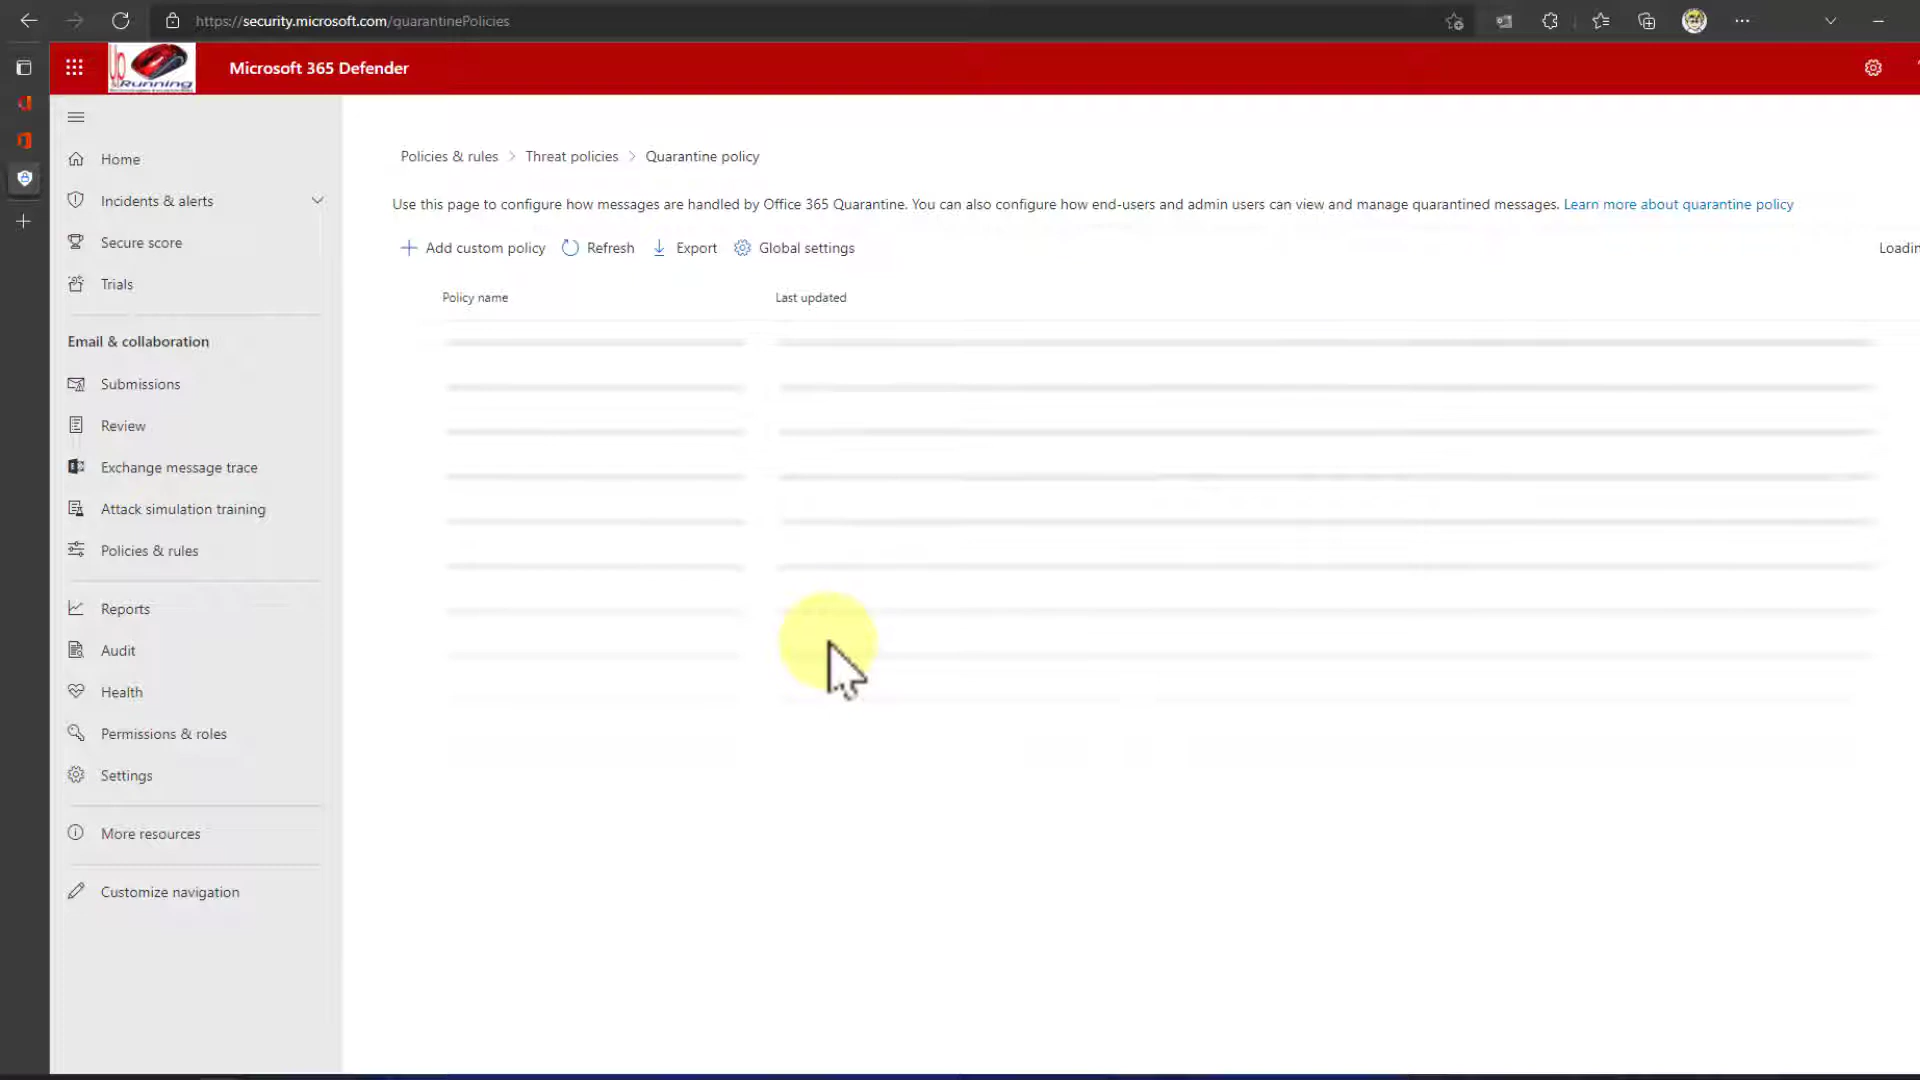 https://security.microsoft.com/quarantinePolicies
Up
Running
Microsoft 365 Defender
Home
Incidents & alerts
Secure score
Trials
Email & collaboration
Submissions
Review
Exchange message trace
Attack simulation training
Policies & rules
Reports
Audit
Health
Permissions & roles
Settings
More resources
Customize navigation
Policies & rules > Threat policies > Quarantine policy
Use this page to configure how messages are handled by Office 365 Quarantine. You can also configure how end-users and admin users can view and manage quarantined messages. Learn more about quarantine policy
Add custom policy Refresh Export Global settings Loadin
Policy name Last updated